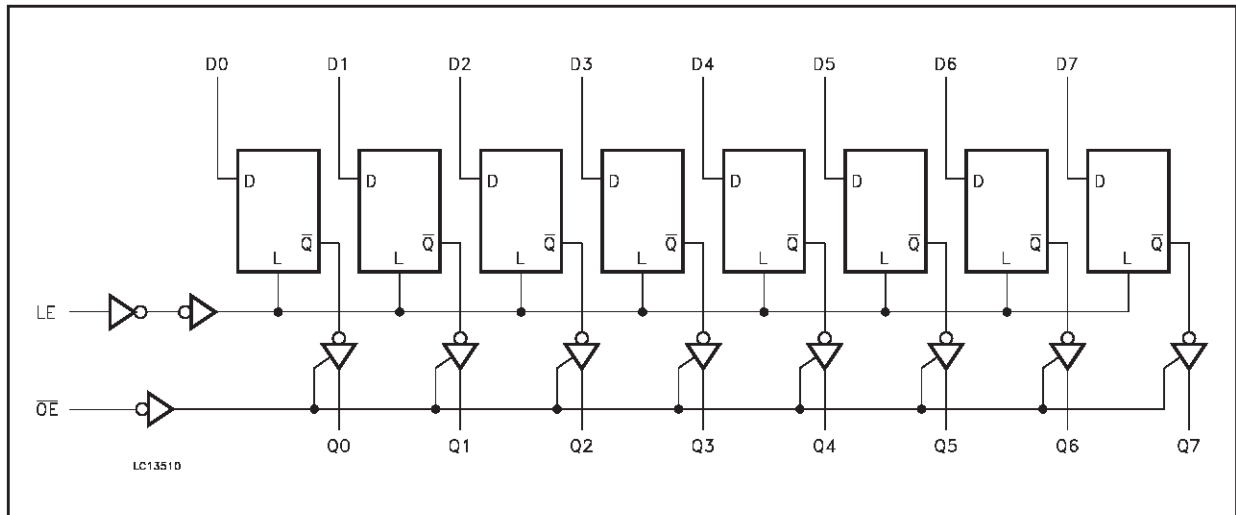 D0 D1 D2 D3 D4 D5 D6 D7
D D D D D D D D
Q̅ Q̅ Q̅ Q̅ Q̅ Q̅ Q̅ Q̅
L L L L L L L L
LE
O̅E̅
Q0 Q1 Q2 Q3 Q4 Q5 Q6 Q7
LC13510